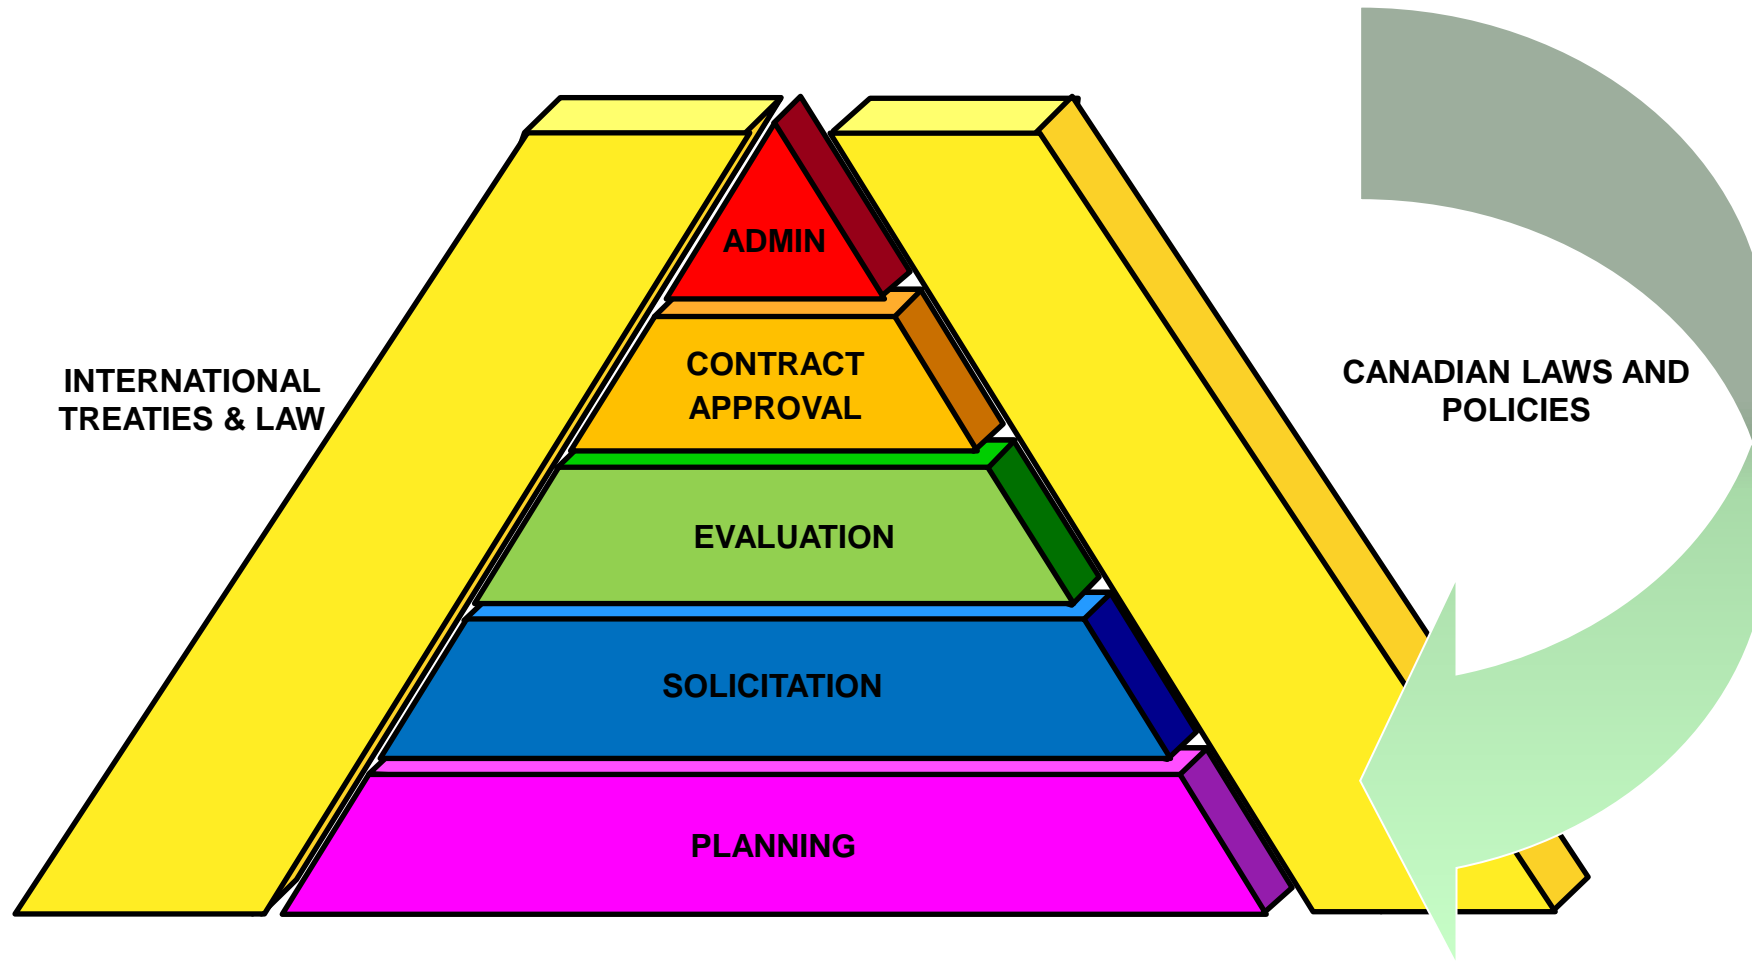 ADMIN
CONTRACT
APPROVAL
INTERNATIONAL
TREATIES & LAW
CANADIAN LAWS AND
POLICIES
EVALUATION
SOLICITATION
PLANNING